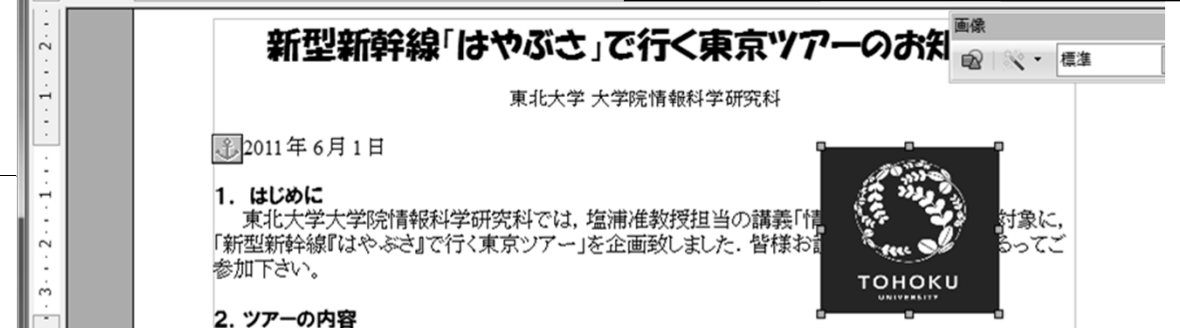 新型新幹線「はやぶさ」で行く東京ツアーのお知
画像
標準
東北大学 大学院情報科学研究科
2011 年 6 月 1 日
1. はじめに
東北大学大学院情報科学研究科では，塩浦准教授担当の講義「情 対象に，
「新型新幹線『はやぶさ』で行く東京ツアー」を企画致しました．皆様お るってご
参加下さい。
TOHOKU
UNIVERSITY
2. ツアーの内容
2
1
1
2
3